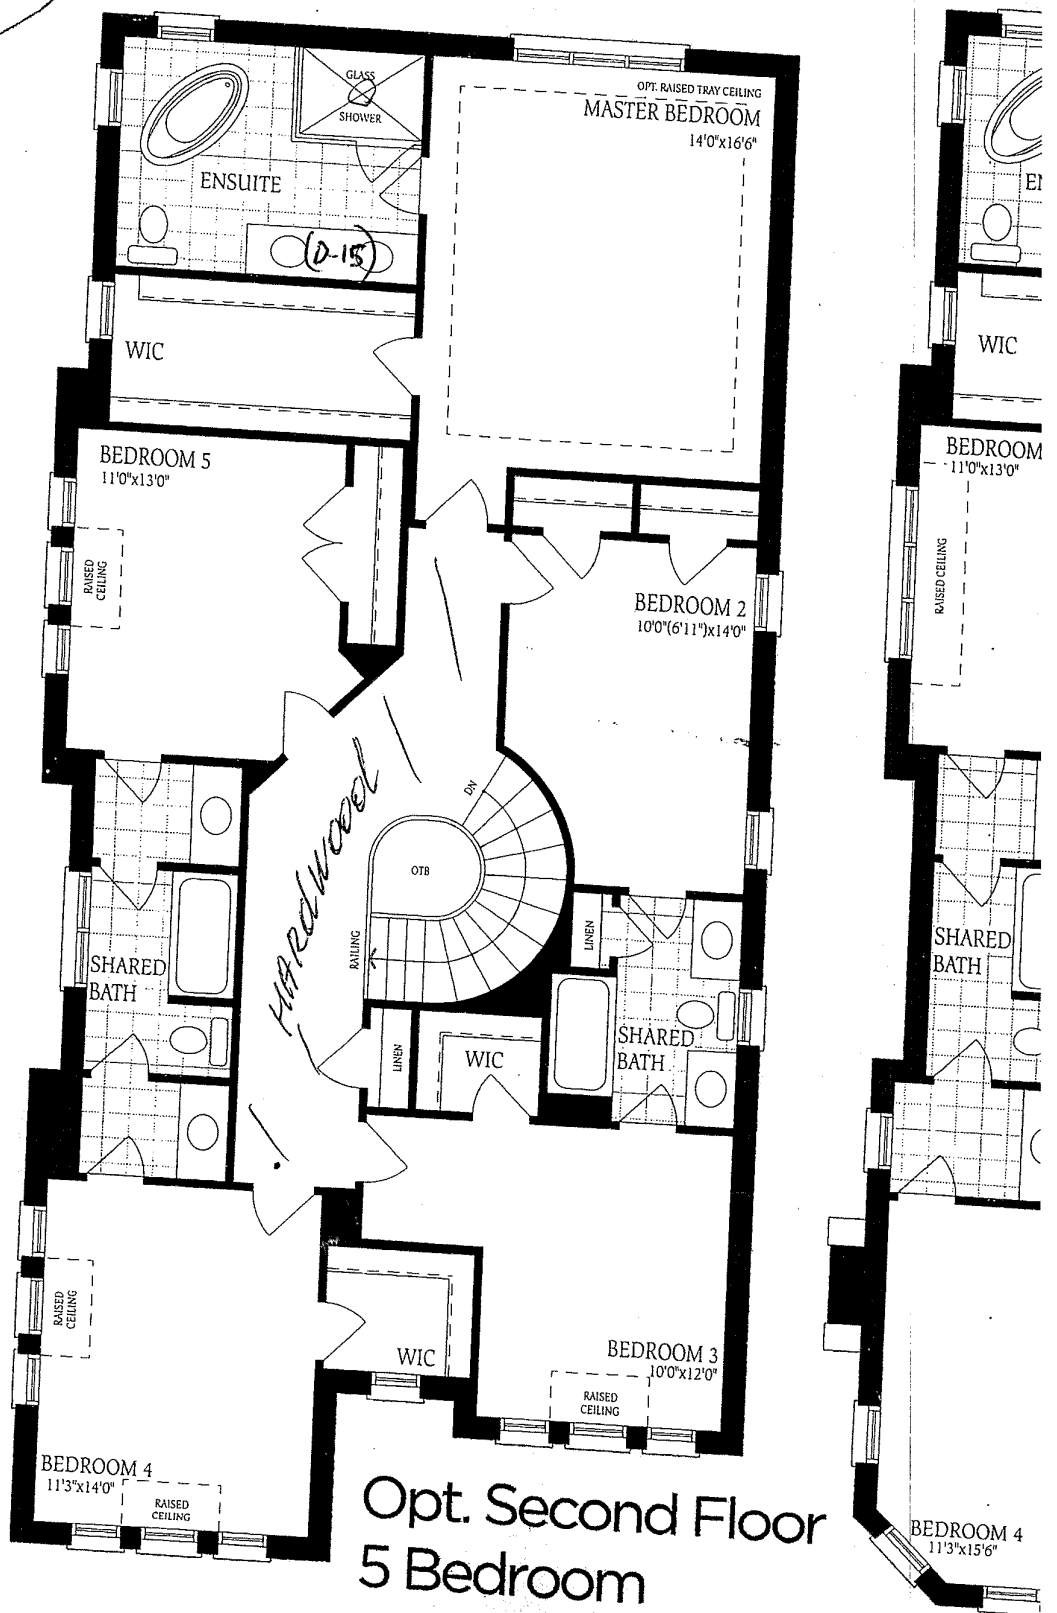 GLASS
SHOWER
ENSUITE
(D-15)
OPT. RAISED TRAY CEILING
MASTER BEDROOM
14'0"x16'6"
WIC
BEDROOM 5
11'0"x13'0"
RAISED
CEILING
BEDROOM 2
10'0"(6'11")x14'0"
HARDWOOD
DN
OTB
RAILING
LINEN
SHARED
BATH
LINEN
WIC
SHARED
BATH
WIC
BEDROOM 3
10'0"x12'0"
RAISED
CEILING
RAISED
CEILING
BEDROOM 4
11'3"x14'0"
RAISED
CEILING
Opt. Second Floor
5 Bedroom
EN
WIC
BEDROOM
11'0"x13'0"
RAISED CEILING
SHARED
BATH
BEDROOM 4
11'3"x15'6"